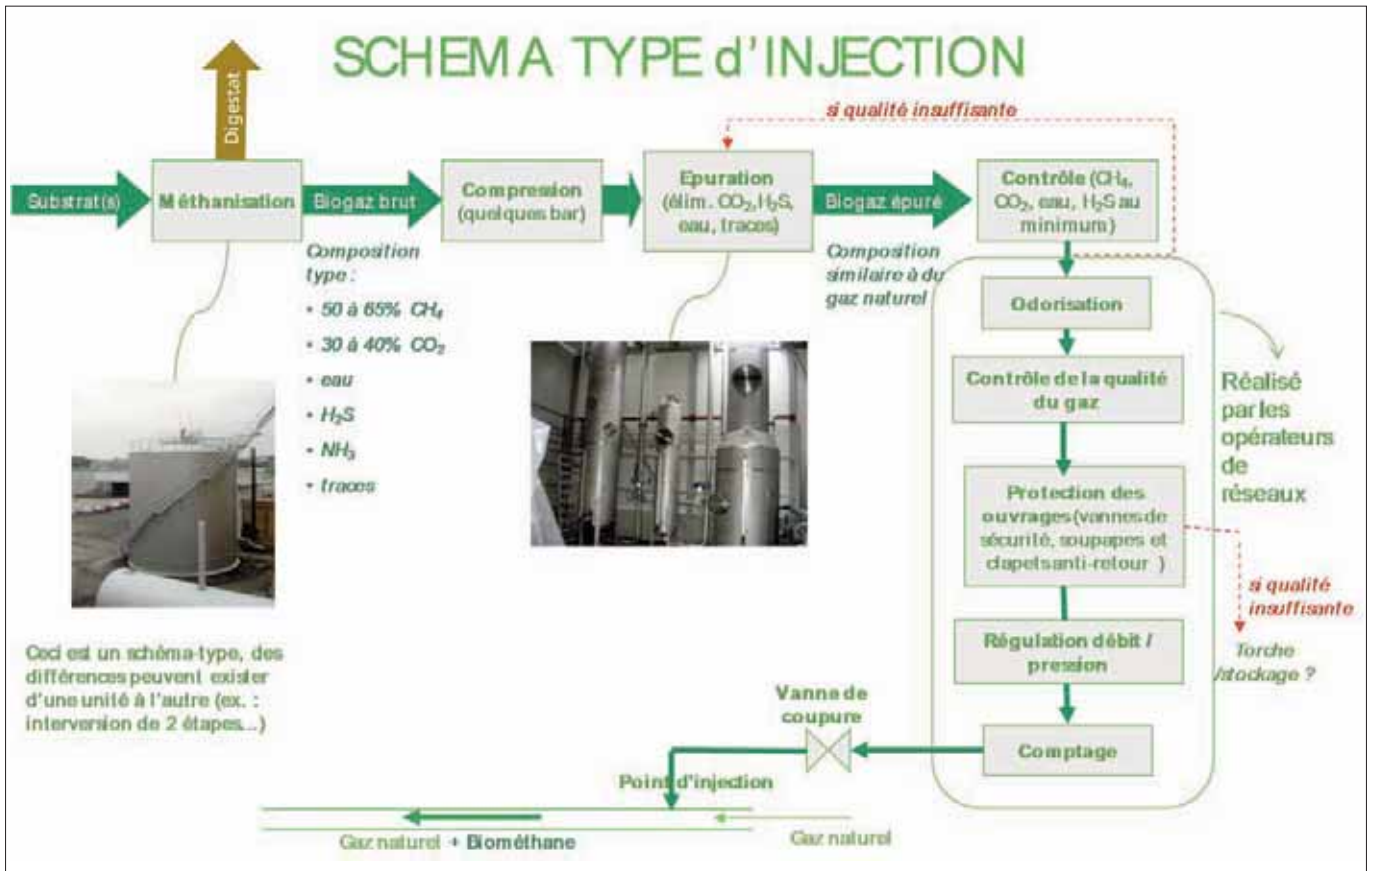 SCHEMA TYPE d'INJECTION
Digestat
si qualité insuffisante
Substrat(s)
Méthanisation
Biogaz brut
Compression
(quelques bar)
Epuration
(élim. CO₂, H₂S,
eau, traces)
Biogaz épuré
Contrôle (CH₄,
CO₂, eau, H₂S au
minimum)
Composition
type :
• 50 à 65% CH₄
• 30 à 40% CO₂
• eau
• H₂S
• NH₃
• traces
Composition
similaire à du
gaz naturel
Odorisation
Contrôle de la qualité
du gaz
Réalisé
par les
opérateurs
de
réseaux
Protection des
ouvrages (vannes de
sécurité, soupapes et
clapets anti-retour )
si qualité
insuffisante
Torche
/stockage ?
Régulation débit /
pression
Comptage
Ceci est un schéma-type, des
différences peuvent exister
d'une unité à l'autre (ex. :
interversion de 2 étapes...)
Vanne de
coupure
Point d'injection
Gaz naturel + Biométhane
Gaz naturel